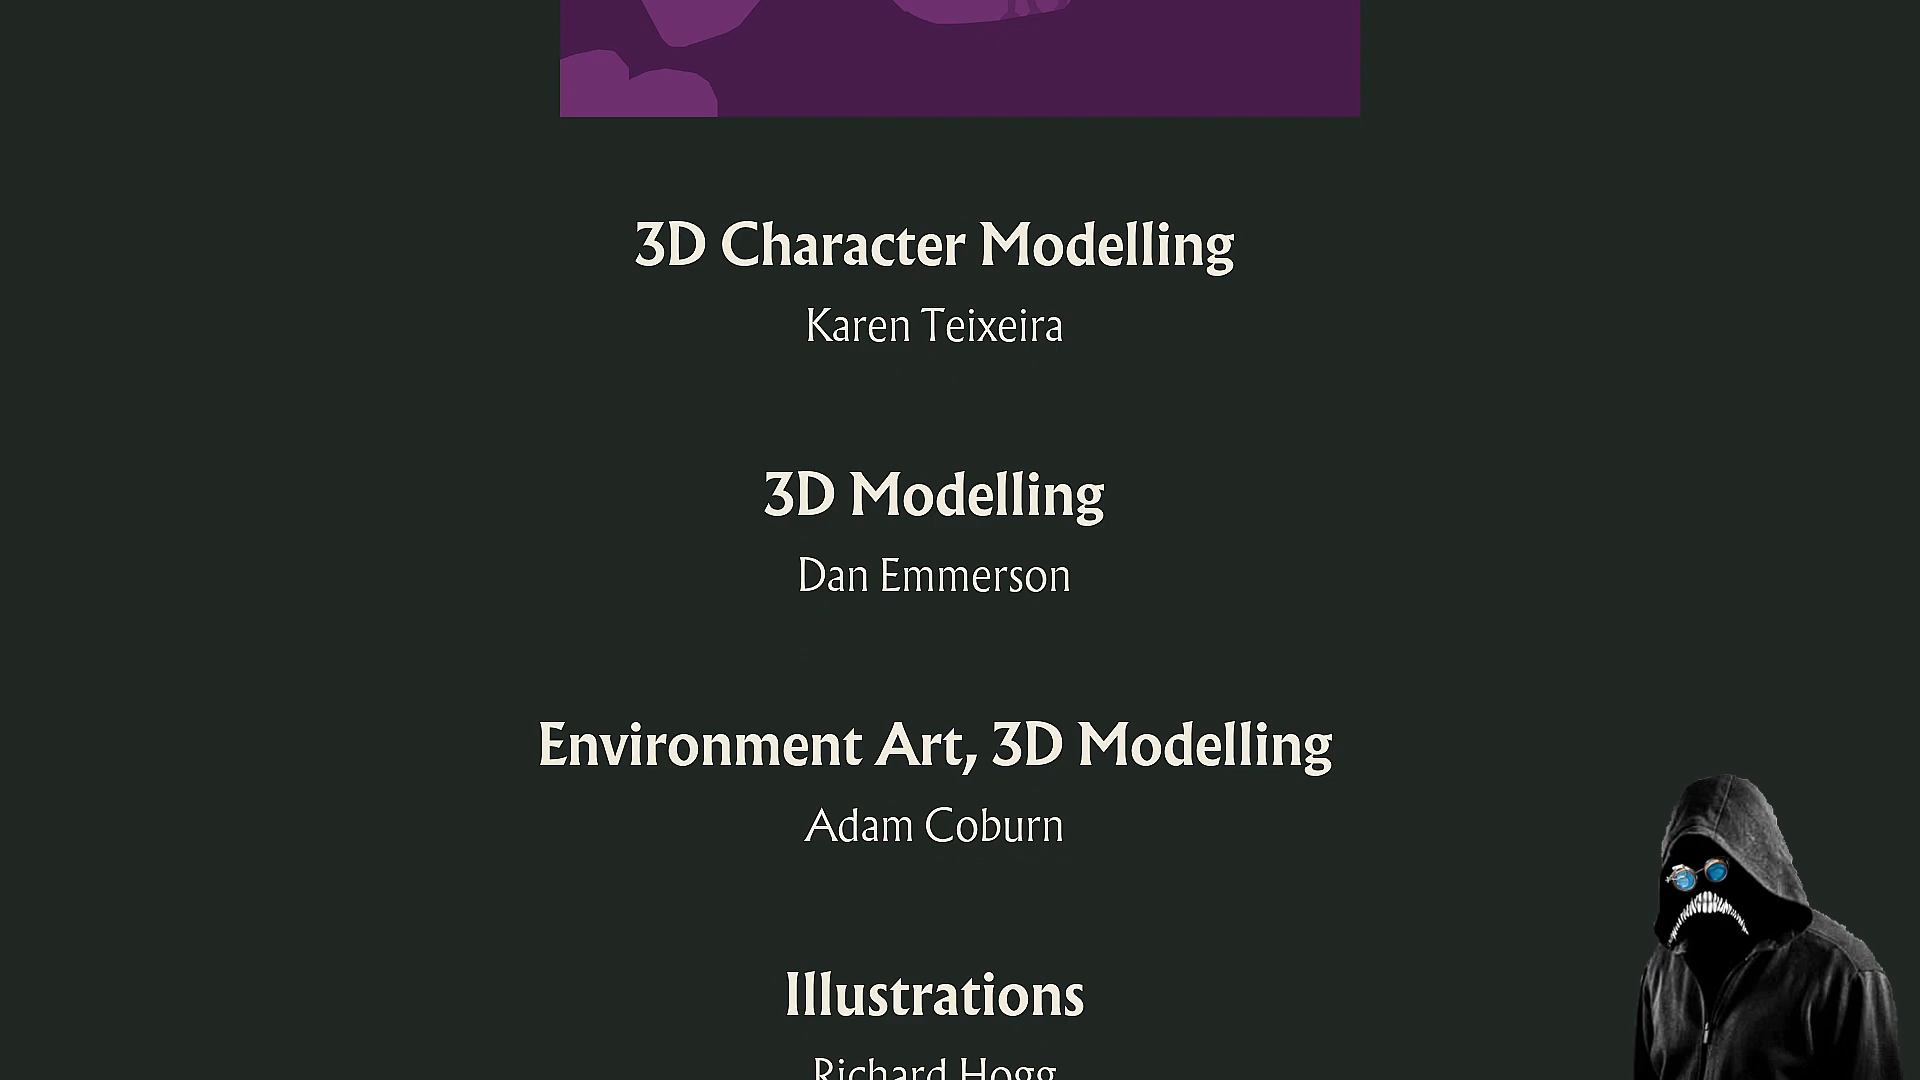 3D Character Modelling
Karen Teixeira
3D Modelling
Dan Emmerson
Environment Art, 3D Modelling
Adam Coburn
Illustrations
Richard Hogg